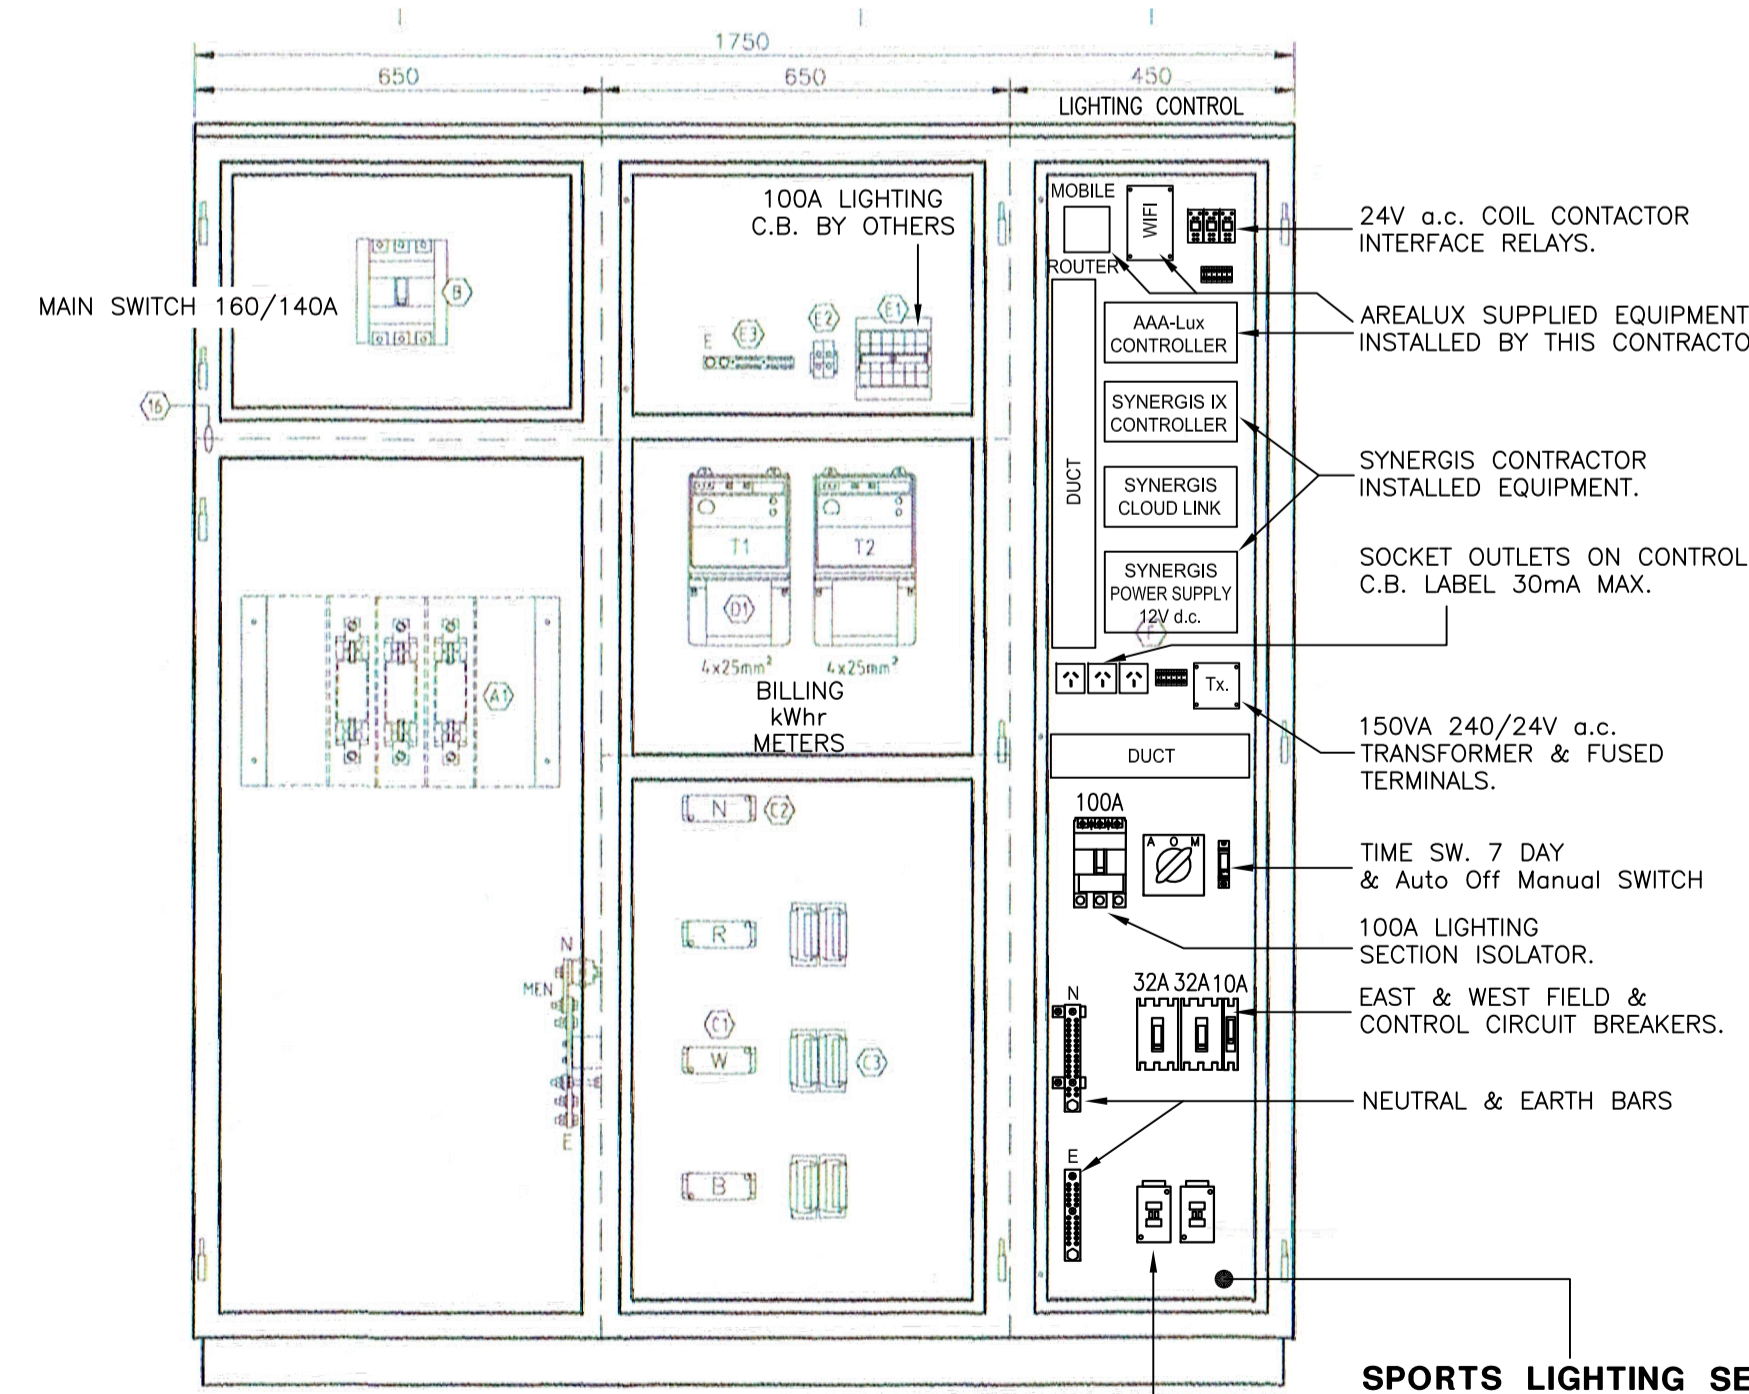 1750
650
650
450
LIGHTING CONTROL
MAIN SWITCH 160/140A
B
16
A1
N
MEN
E
100A LIGHTING
C.B. BY OTHERS
E
E3
E2
E1
T1
T2
D1
4x25mm²
4x25mm²
BILLING
kWhr
METERS
N
C2
R
C1
W
C3
B
MOBILE
ROUTER
WIFI
DUCT
AAA-Lux
CONTROLLER
SYNERGIS IX
CONTROLLER
SYNERGIS
CLOUD LINK
SYNERGIS
POWER SUPPLY
12V d.c.
F
Tx.
DUCT
100A
A O M
32A 32A 10A
N
E
24V a.c. COIL CONTACTOR
INTERFACE RELAYS.
AREALUX SUPPLIED EQUIPMENT
INSTALLED BY THIS CONTRACTO
SYNERGIS CONTRACTOR
INSTALLED EQUIPMENT.
SOCKET OUTLETS ON CONTROL
C.B. LABEL 30mA MAX.
150VA 240/24V a.c.
TRANSFORMER & FUSED
TERMINALS.
TIME SW. 7 DAY
& Auto Off Manual SWITCH
100A LIGHTING
SECTION ISOLATOR.
EAST & WEST FIELD &
CONTROL CIRCUIT BREAKERS.
NEUTRAL & EARTH BARS
SPORTS LIGHTING SE